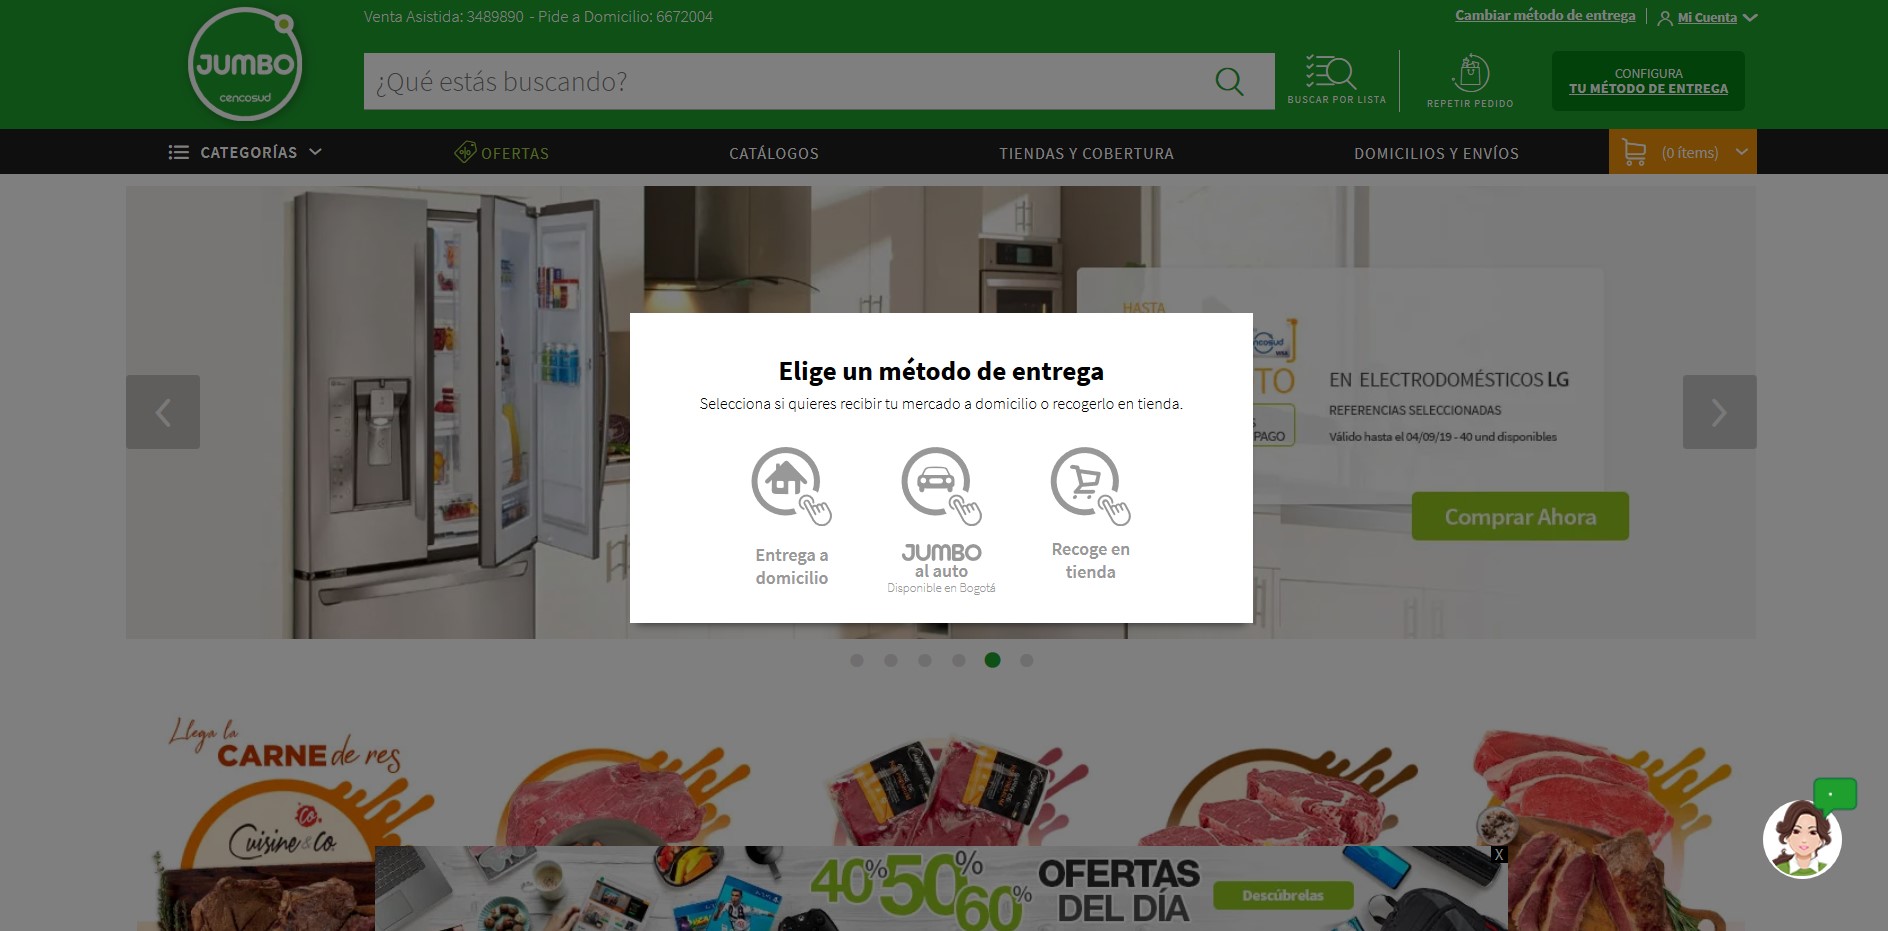 Venta Asistida: 3489890 - Pide a Domicilio: 6672004
Cambiar método de entrega
Mi Cuenta
JUMBO
cencosud
¿Qué estás buscando?
BUSCAR POR LISTA
REPETIR PEDIDO
CONFIGURA
TU MÉTODO DE ENTREGA
CATEGORÍAS
OFERTAS
CATÁLOGOS
TIENDAS Y COBERTURA
DOMICILIOS Y ENVÍOS
(0 ítems)
HASTA
EN ELECTRODOMÉSTICOS LG
REFERENCIAS SELECCIONADAS
PAGO
Válido hasta el 04/09/19 - 40 und disponibles
Comprar Ahora
Elige un método de entrega
Selecciona si quieres recibir tu mercado a domicilio o recogerlo en tienda.
Entrega a
domicilio
JUMBO
al auto
Disponible en Bogotá
Recoge en
tienda
Llega la
CARNE de res
Co
Cuisine & Co
X
40% 50% 60%
OFERTAS
DEL DÍA
Descúbrelas